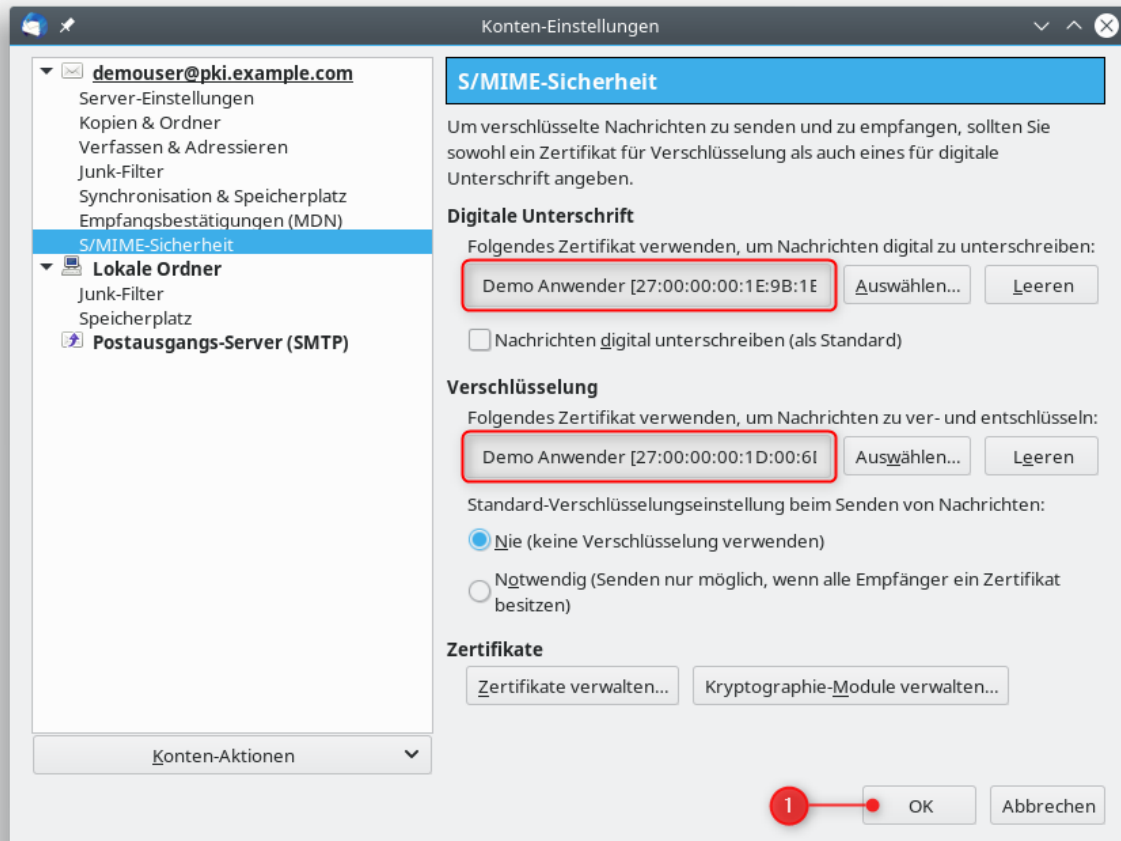 Konten-Einstellungen
demouser@pki.example.com
Server-Einstellungen
Kopien & Ordner
Verfassen & Adressieren
Junk-Filter
Synchronisation & Speicherplatz
Empfangsbestätigungen (MDN)
S/MIME-Sicherheit
Lokale Ordner
Junk-Filter
Speicherplatz
Postausgangs-Server (SMTP)
Konten-Aktionen
S/MIME-Sicherheit
Um verschlüsselte Nachrichten zu senden und zu empfangen, sollten Sie
sowohl ein Zertifikat für Verschlüsselung als auch eines für digitale
Unterschrift angeben.
Digitale Unterschrift
Folgendes Zertifikat verwenden, um Nachrichten digital zu unterschreiben:
Demo Anwender [27:00:00:00:1E:9B:1E Auswählen... Leeren
Nachrichten digital unterschreiben (als Standard)
Verschlüsselung
Folgendes Zertifikat verwenden, um Nachrichten zu ver- und entschlüsseln:
Demo Anwender [27:00:00:00:1D:00:6 Auswählen... Leeren
Standard-Verschlüsselungseinstellung beim Senden von Nachrichten:
Nie (keine Verschlüsselung verwenden)
Notwendig (Senden nur möglich, wenn alle Empfänger ein Zertifikat
besitzen)
Zertifikate
Zertifikate verwalten... Kryptographie-Module verwalten...
1 OK Abbrechen